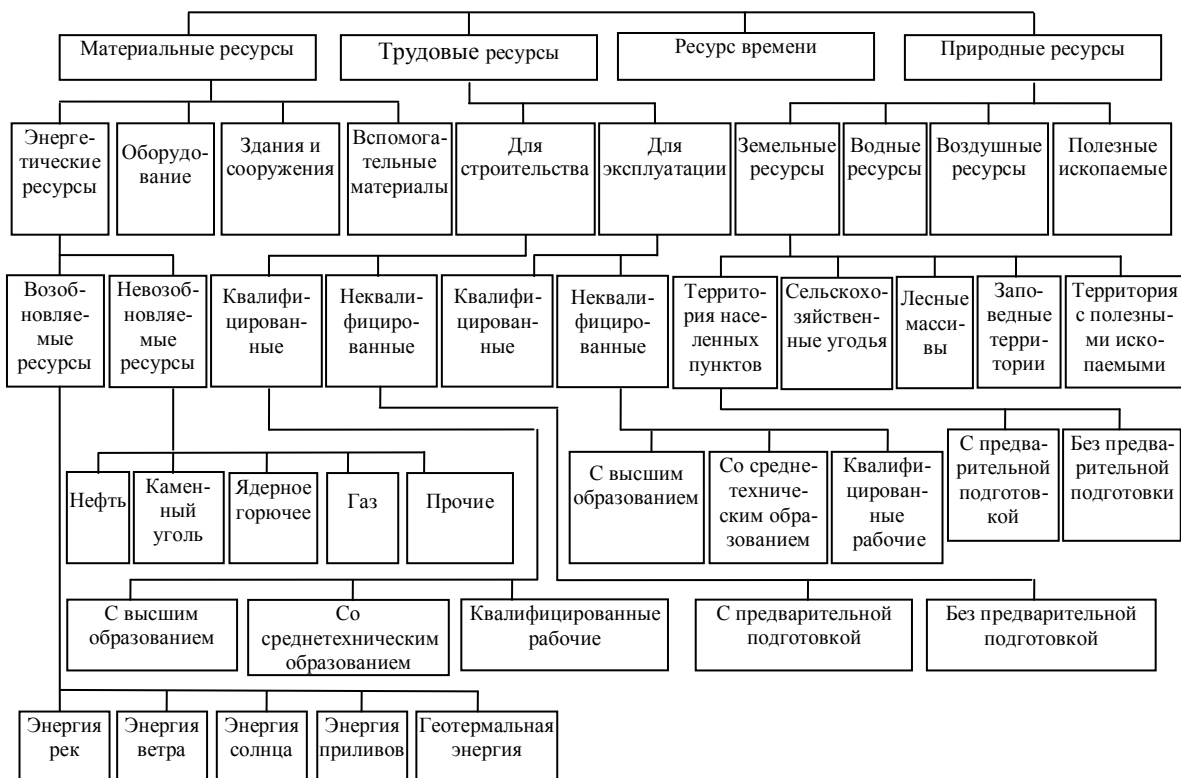 Материальные ресурсы
Трудовые ресурсы
Ресурс времени
Природные ресурсы
Энерге-
тические
ресурсы
Оборудо-
вание
Здания и
сооружения
Вспомога-
тельные
материалы
Для
строительства
Для
эксплуатации
Земельные
ресурсы
Водные
ресурсы
Воздушные
ресурсы
Полезные
ископаемые
Возоб-
новляе-
мые
ресурсы
Невозоб-
новляе-
мые
ресурсы
Квалифи-
цирован-
ные
Неквали-
фициро-
ванные
Квалифи-
цирован-
ные
Неквали-
фициро-
ванные
Террито-
рия насе-
ленных
пунктов
Сельскохо-
зяйствен-
ные угодья
Лесные
масси-
вы
Запо-
ведные
терри-
тории
Территория
с полезны-
ми иско-
паемыми
Нефть
Камен-
ный
уголь
Ядерное
горючее
Газ
Прочие
С высшим
образованием
Со средне-
техниче-
ским обра-
зованием
Квалифи-
цирован-
ные
рабочие
С предва-
рительной
подготов-
кой
Без предва-
рительной
подготовки
С высшим
образованием
Со
среднетехническим
образованием
Квалифицированные
рабочие
С предварительной
подготовкой
Без предварительной
подготовкой
Энергия
рек
Энергия
ветра
Энергия
солнца
Энергия
приливов
Геотермальная
энергия